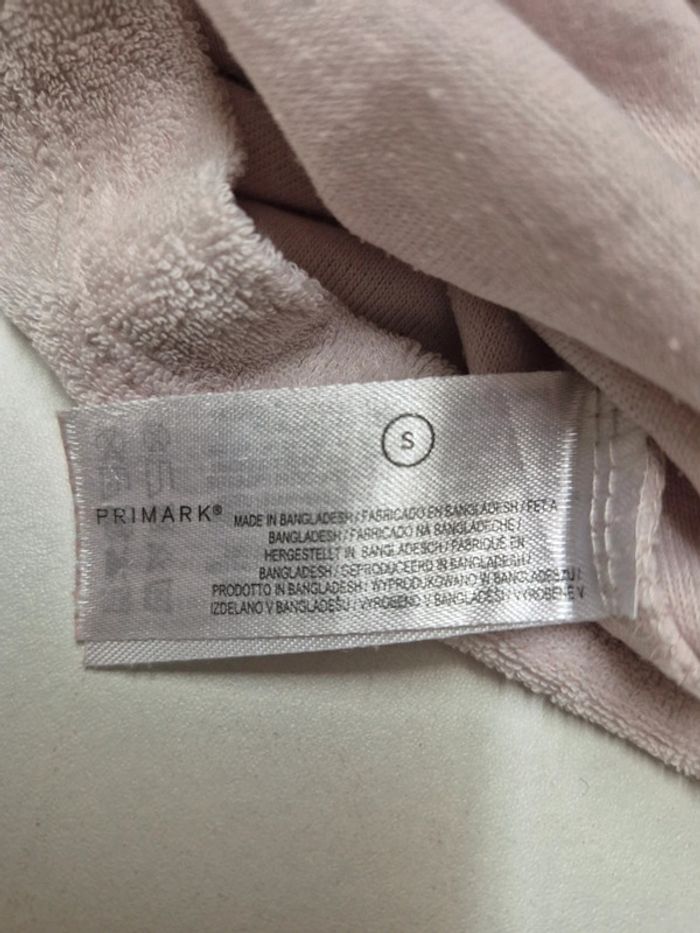 S
PRIMARK® MADE IN BANGLADESH / FABRICADO EN BANGLADESH / FET A
BANGLADESH / FABRICADO NA BANGLADECHE /
HERGESTELLT IN BANGLADESCH / FABRIQUÉ EN
BANGLADESH / GEPRODUCEERD IN BANGLADESH /
PRODOTTO IN BANGLADESH / WYPRODUKOWANO W BANGLADESZU /
IZDELANO V BANGLADEŠU / VYROBENO V BANGLADÉŠI / VYROBENÉ V